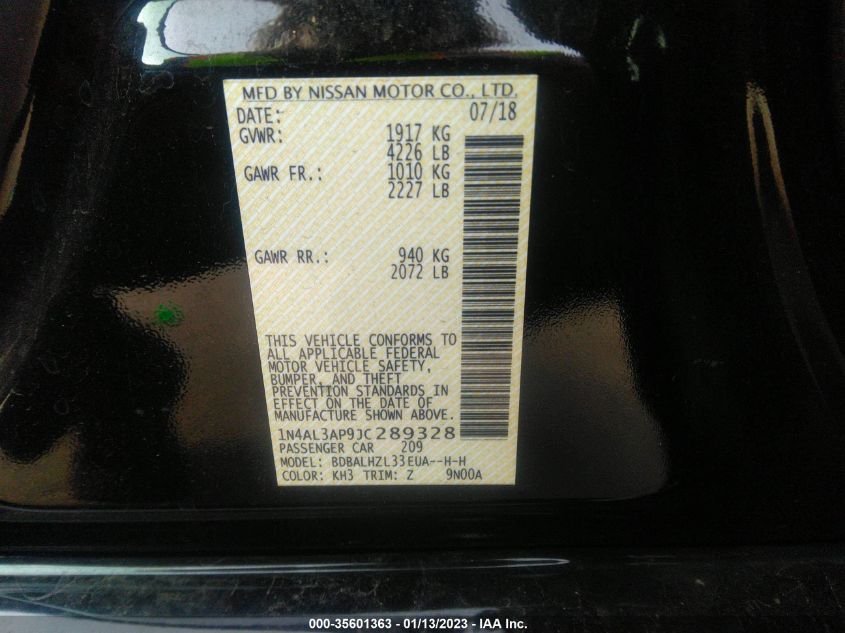 MFD BY NISSAN MOTOR CO., LTD.
DATE: 07/18
GVWR: 1917 KG
4226 LB
GAWR FR.: 1010 KG
2227 LB
GAWR RR.: 940 KG
2072 LB
THIS VEHICLE CONFORMS TO
ALL APPLICABLE FEDERAL
MOTOR VEHICLE SAFETY,
BUMPER, AND THEFT
PREVENTION STANDARDS IN
EFFECT ON THE DATE OF
MANUFACTURE SHOWN ABOVE.
1N4AL3AP9JC289328
PASSENGER CAR 209
MODEL: BDBALHZL33EUA--H-H
COLOR: KH3 TRIM: Z 9N00A
000-35601363 - 01/13/2023 - IAA Inc.